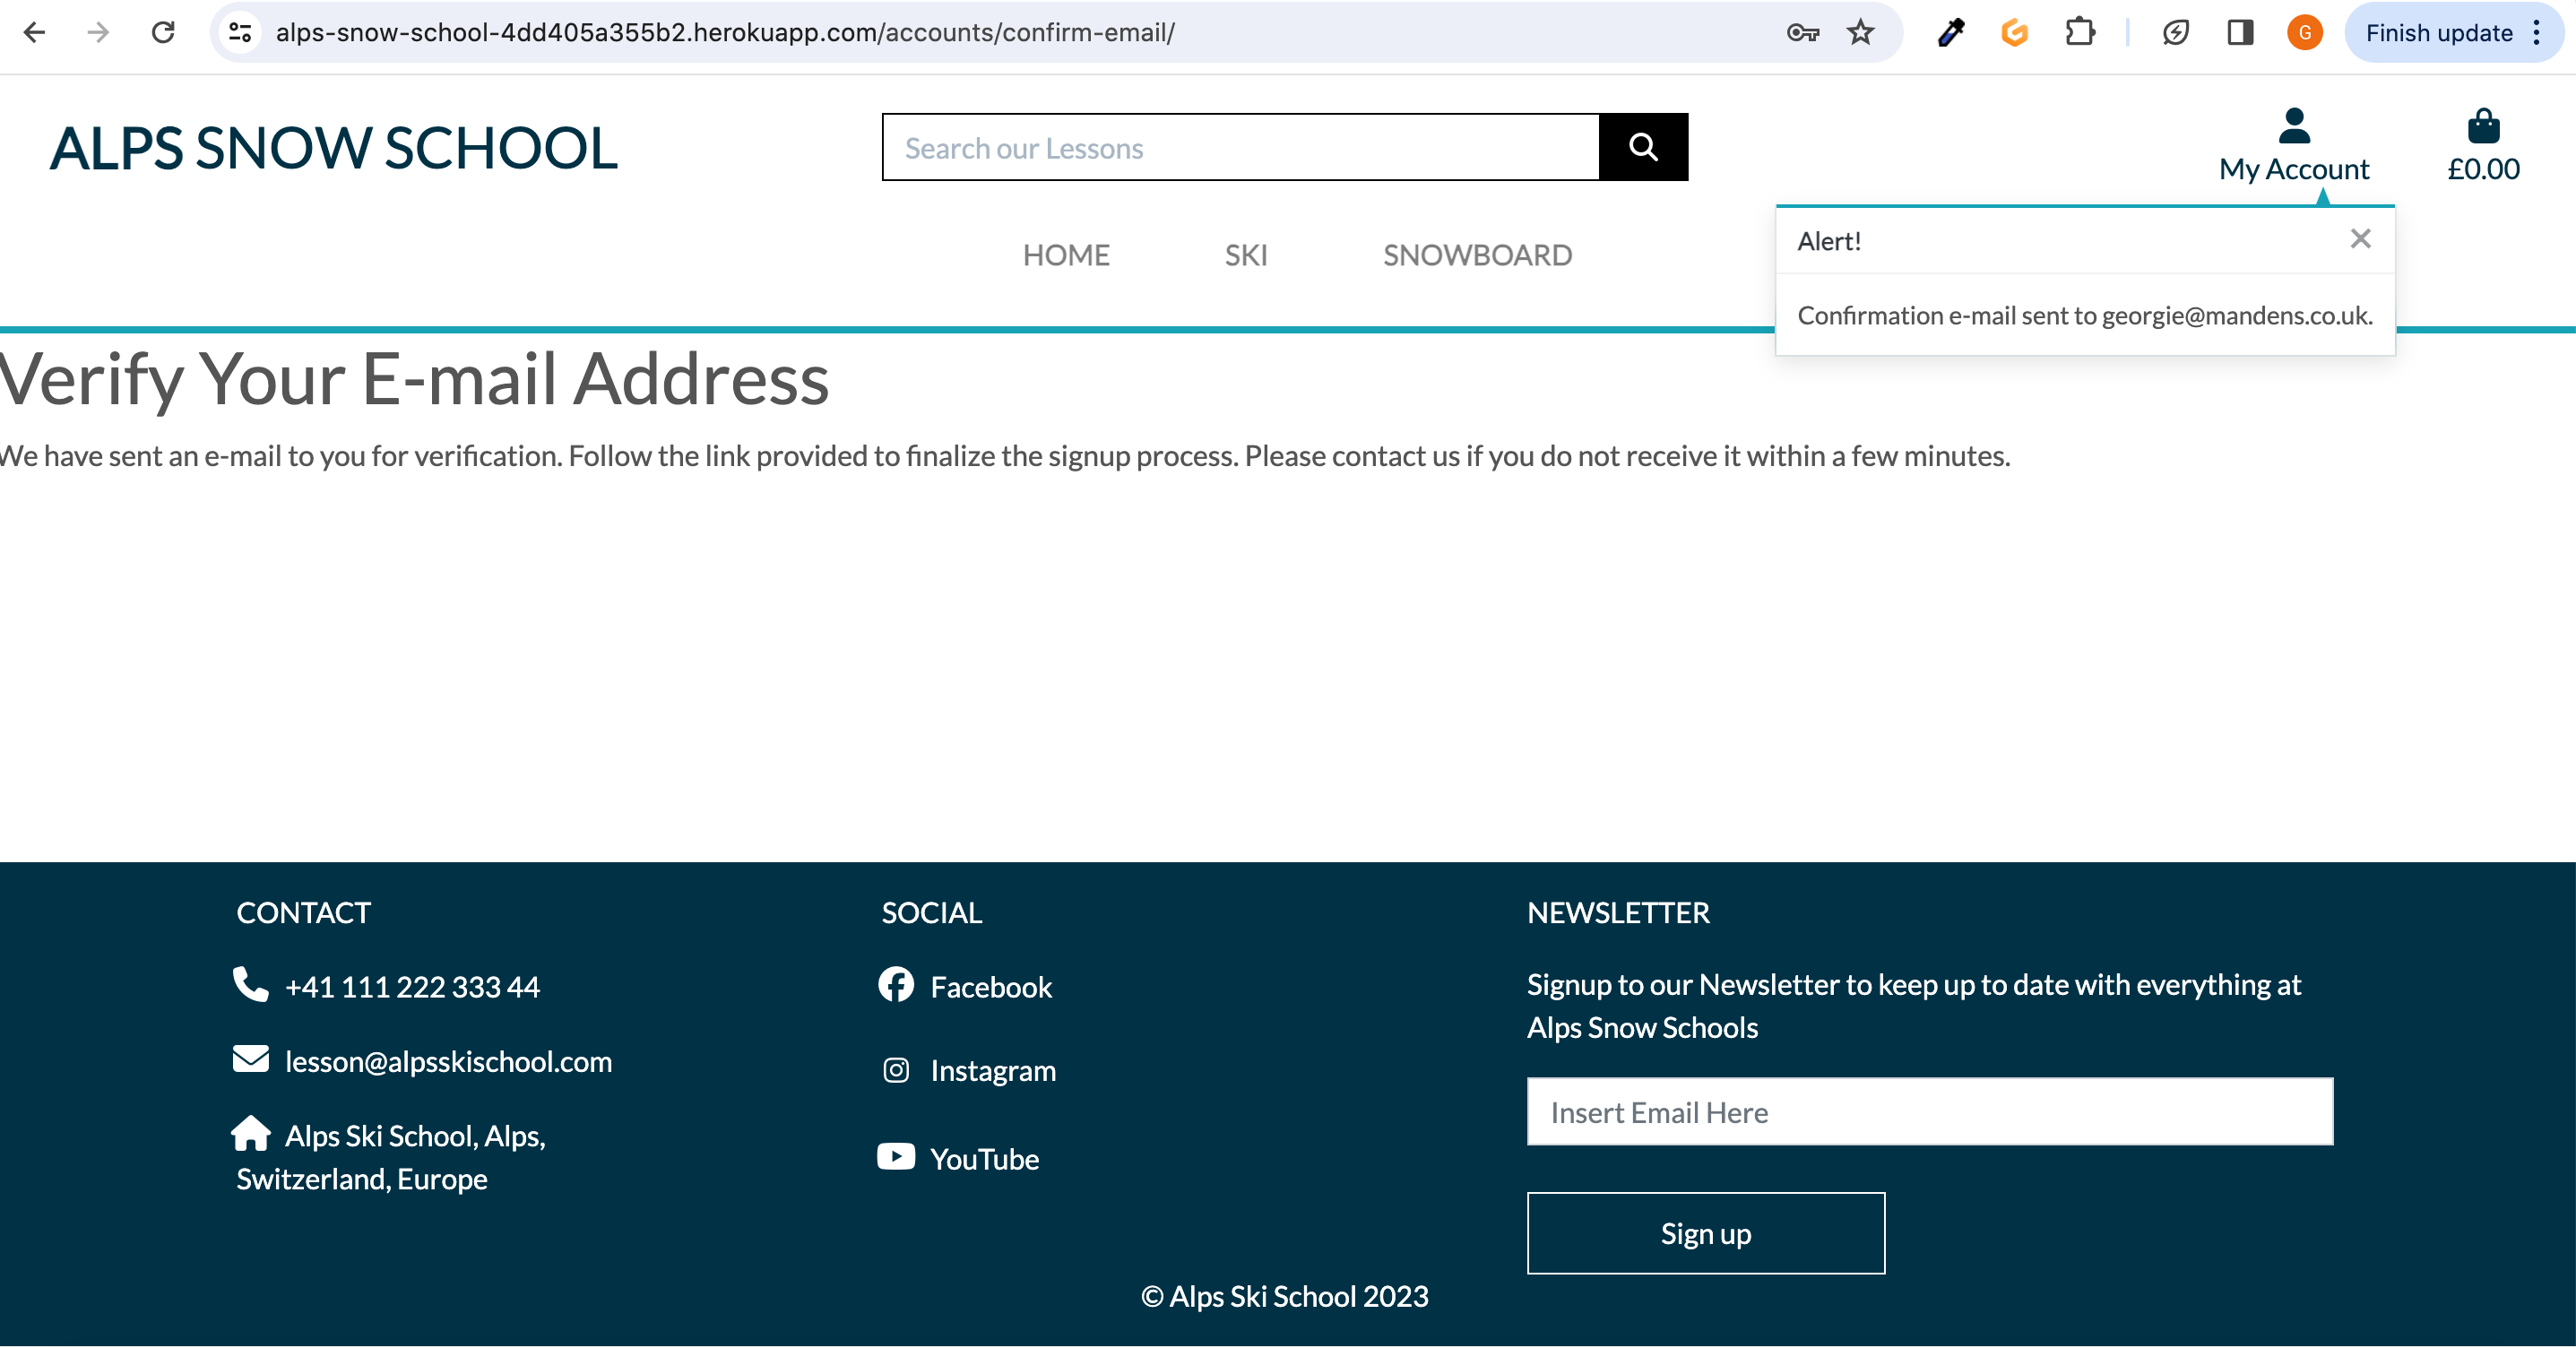 alps-snow-school-4dd405a355b2.herokuapp.com/accounts/confirm-email/
G
Finish update
ALPS SNOW SCHOOL
Search our Lessons
My Account
£0.00
HOME
SKI
SNOWBOARD
Alert!
Confirmation e-mail sent to georgie@mandens.co.uk.
Verify Your E-mail Address
We have sent an e-mail to you for verification. Follow the link provided to finalize the signup process. Please contact us if you do not receive it within a few minutes.
CONTACT
+41 111 222 333 44
lesson@alpsskischool.com
Alps Ski School, Alps,
Switzerland, Europe
SOCIAL
Facebook
Instagram
YouTube
NEWSLETTER
Signup to our Newsletter to keep up to date with everything at
Alps Snow Schools
Insert Email Here
Sign up
© Alps Ski School 2023